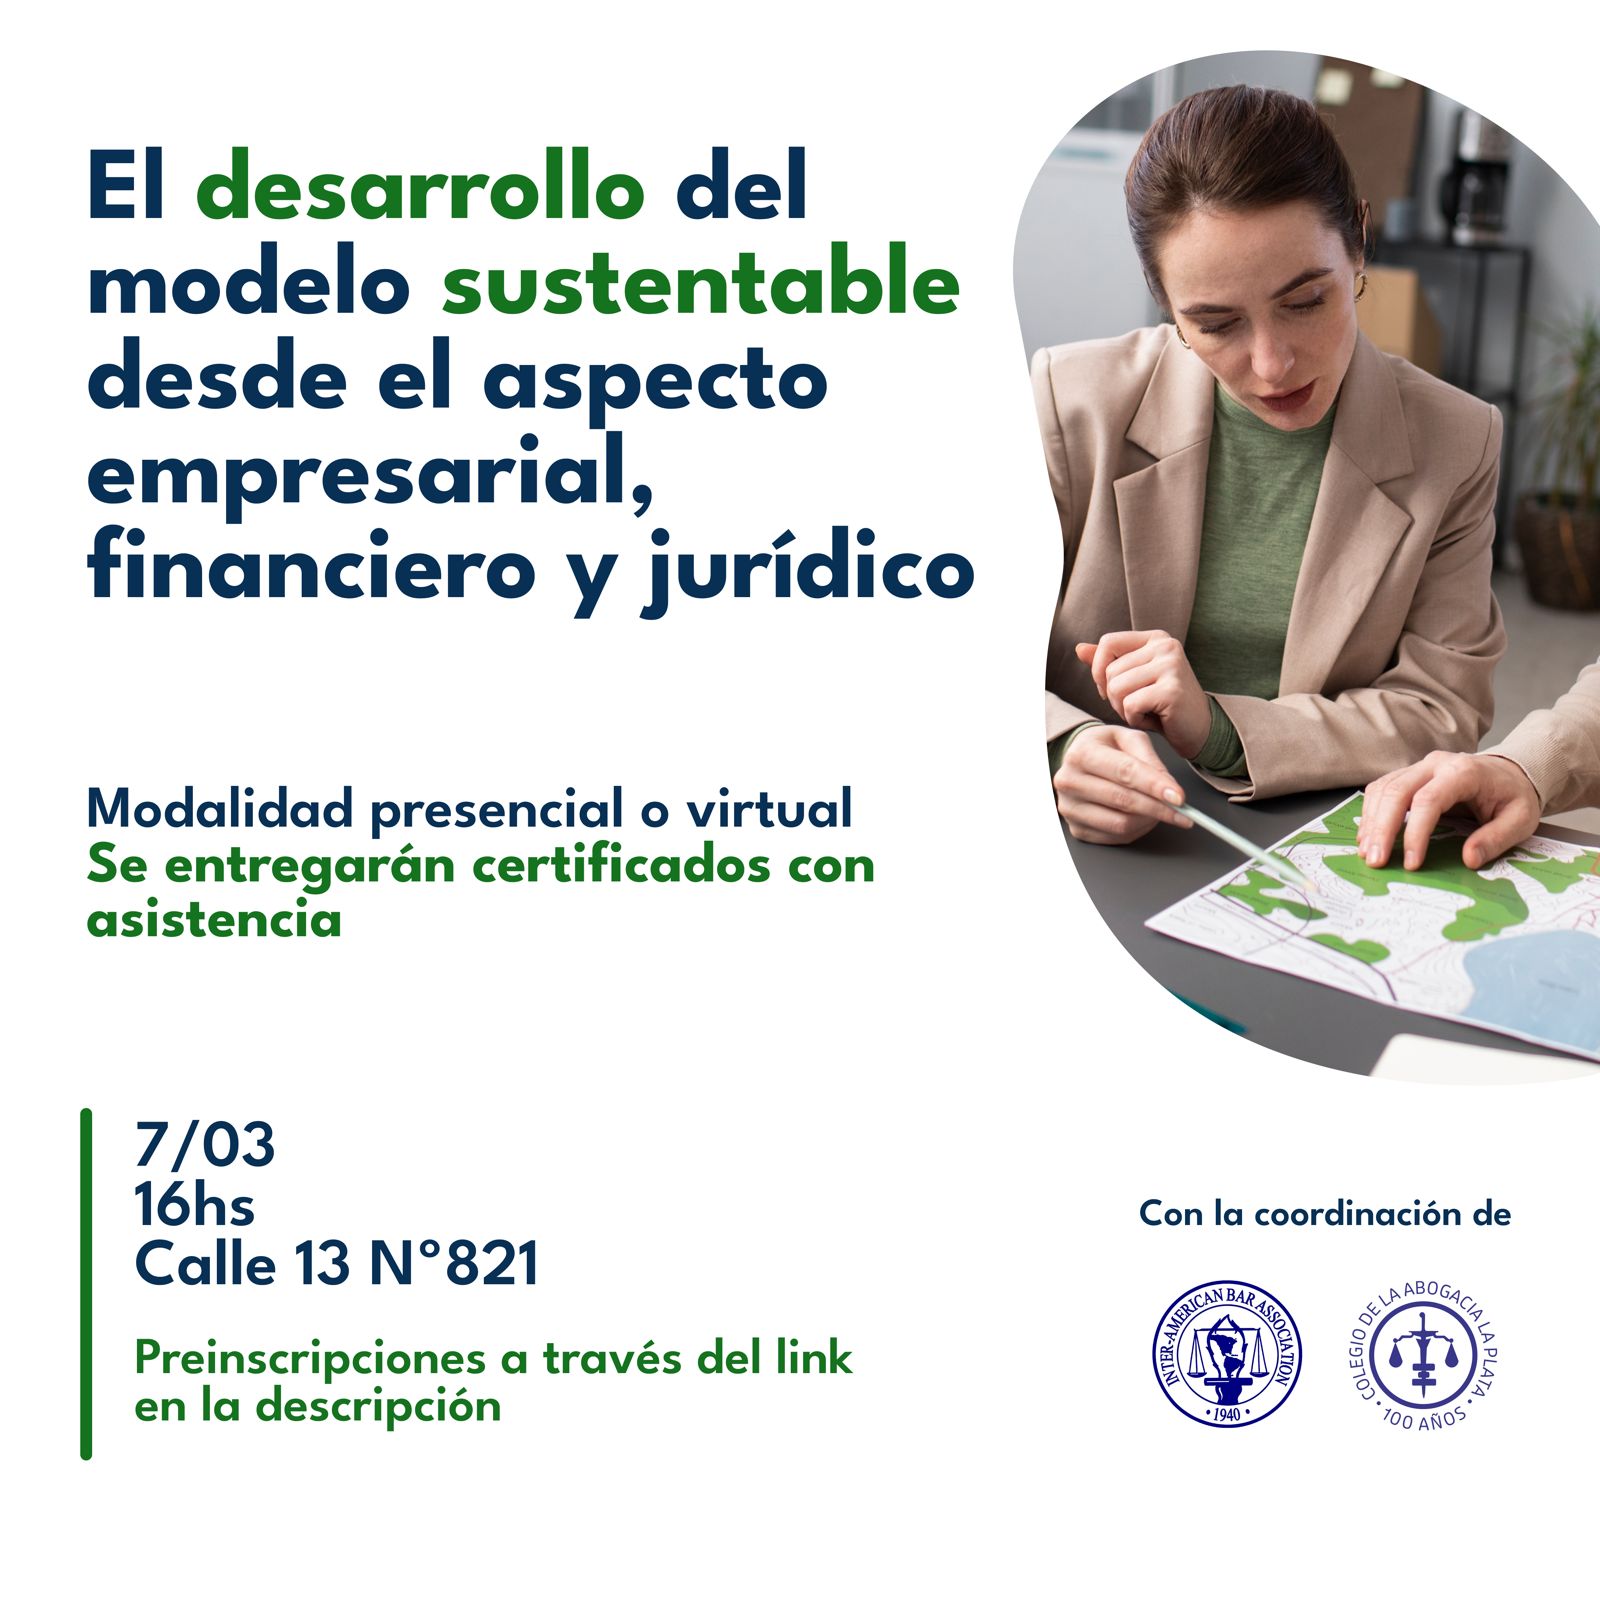 El desarrollo del
modelo sustentable
desde el aspecto
empresarial,
financiero y jurídico
Modalidad presencial o virtual
Se entregarán certificados con
asistencia
7/03
16hs
Calle 13 N°821
Preinscripciones a través del link
en la descripción
Con la coordinación de
INTER-AMERICAN BAR ASSOCIATION
• 1940 •
COLEGIO DE LA ABOGACIA LA PLATA
• 100 AÑOS •